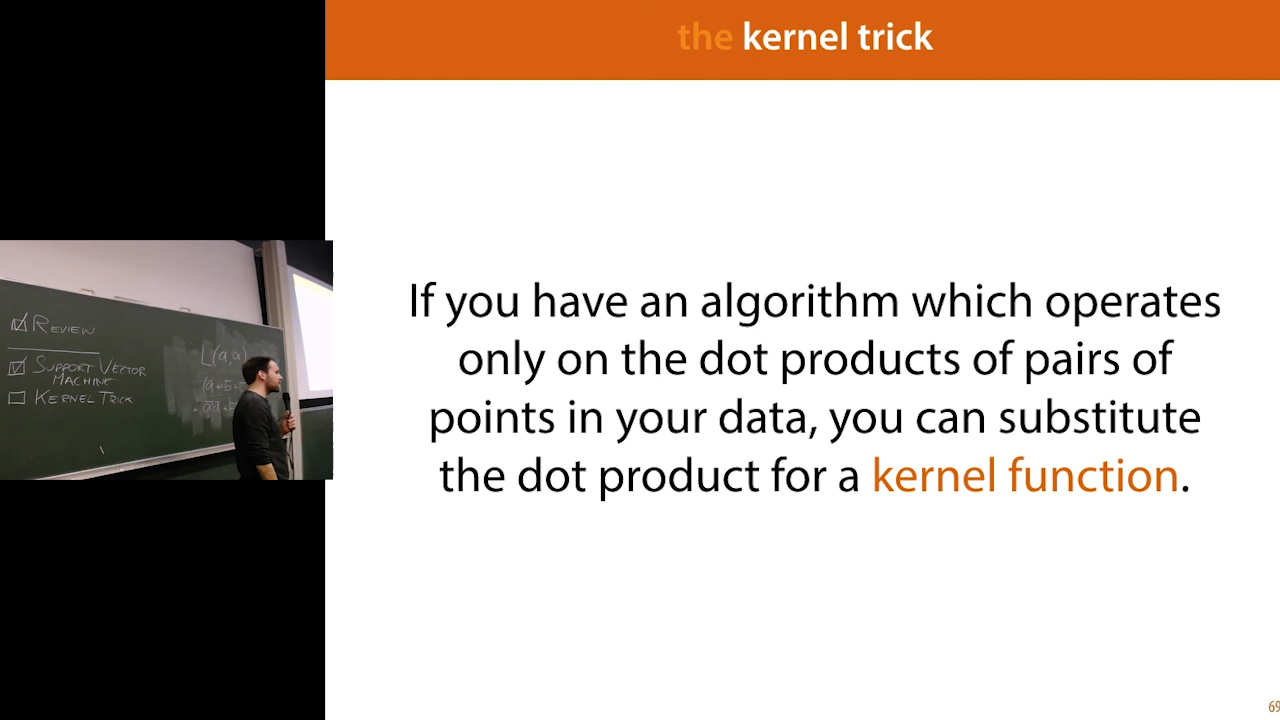 the kernel trick
If you have an algorithm which operates
only on the dot products of pairs of
points in your data, you can substitute
the dot product for a kernel function.
REVIEW
SUPPORT VECTOR
MACHINE
KERNEL TRICK
L(a,α)
69